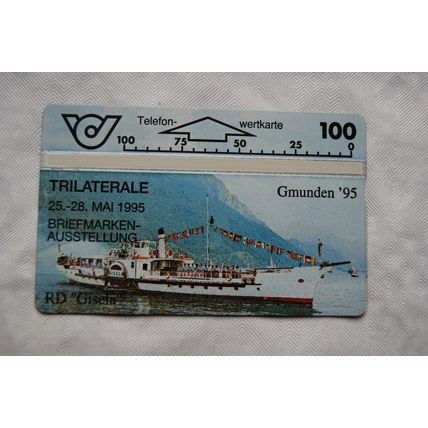 Telefon- wertkarte 100
100 75 50 25 0
TRILATERALE
25.-28. MAI 1995
BRIEFMARKEN-
AUSSTELLUNG
Gmunden '95
RD "Gisela"